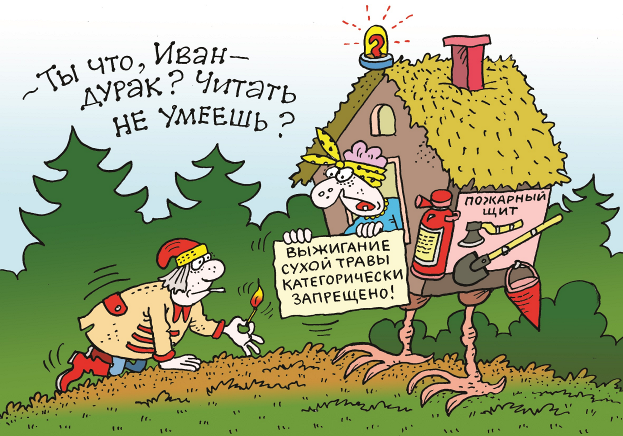 ~Ты что, Иван—
дурак? Читать
не умеешь?
ВЫЖИГАНИЕ
СУХОЙ ТРАВЫ
КАТЕГОРИЧЕСКИ
ЗАПРЕЩЕНО!
ПОЖАРНЫЙ
ЩИТ
?